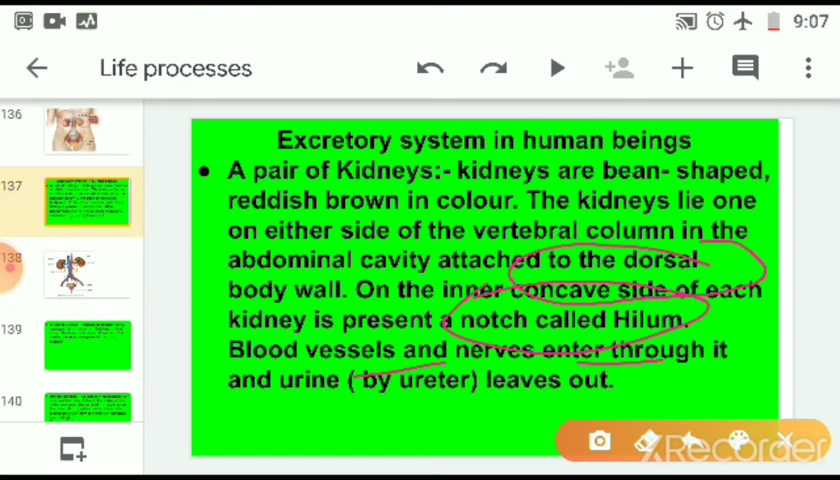 9:07
Life processes
136
137
138
139
140
Excretory system in human beings
• A pair of Kidneys:- kidneys are bean- shaped,
reddish brown in colour. The kidneys lie one
on either side of the vertebral column in the
abdominal cavity attached to the dorsal
body wall. On the inner concave side of each
kidney is present a notch called Hilum.
Blood vessels and nerves enter through it
and urine ( by ureter) leaves out.
XRecorder